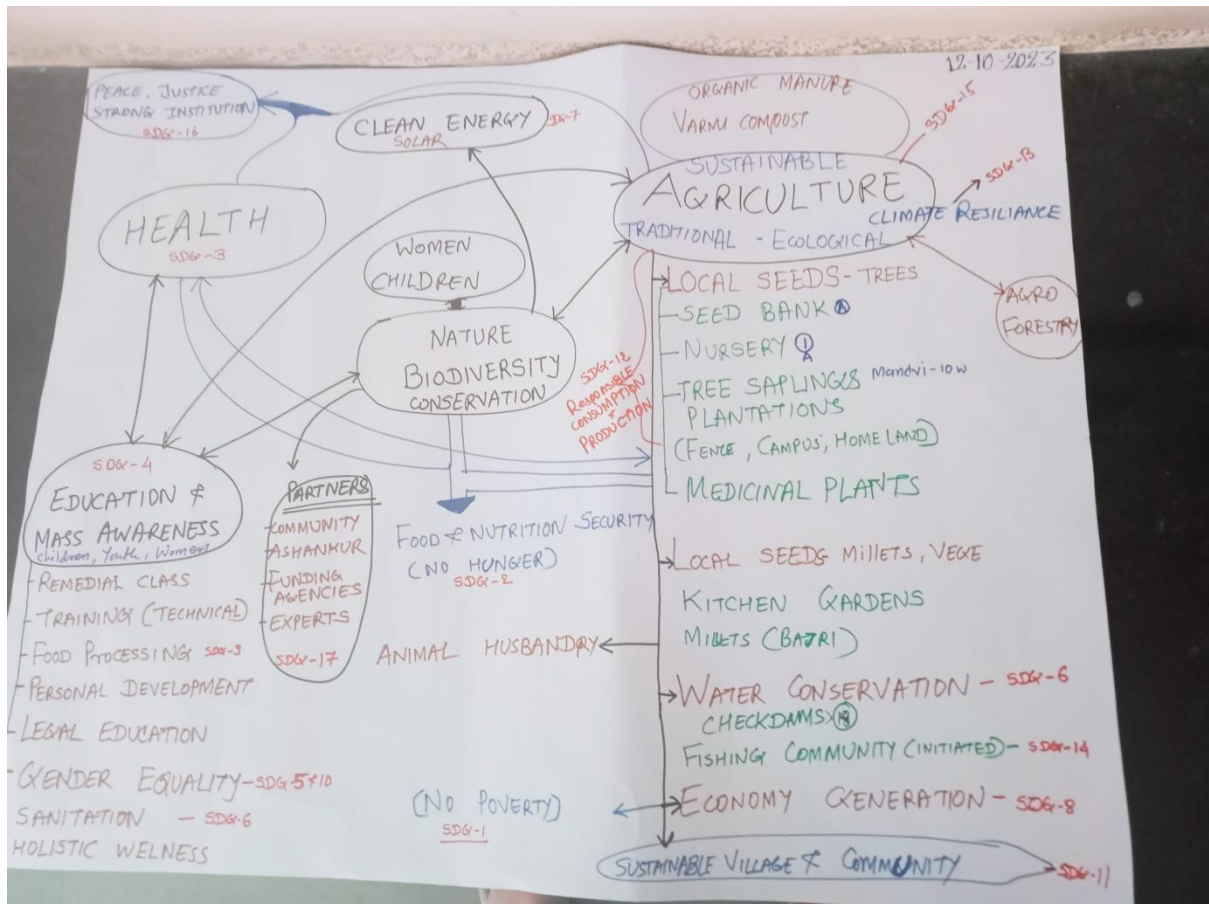 12-10-2023
PEACE, JUSTICE
STRONG INSTITUTION
SDG-16
CLEAN ENERGY
SOLAR
SDG-7
ORGANIC MANURE
VARMI COMPOST
SDG-15
SUSTAINABLE
AGRICULTURE
TRADITIONAL - ECOLOGICAL
CLIMATE RESILIANCE
SDG-13
AGRO
FORESTRY
HEALTH
SDG-3
WOMEN
CHILDREN
NATURE
BIODIVERSITY
CONSERVATION
SDG-12
RESPONSIBLE
CONSUMPTION
&
PRODUCTION
LOCAL SEEDS - TREES
SEED BANK
NURSERY 1
A
TREE SAPLINGS Mandvi-10w
PLANTATIONS
(FENCE, CAMPUS, HOMELAND)
MEDICINAL PLANTS
LOCAL SEEDS MILLETS, VEGE
KITCHEN GARDENS
MILLETS (BAJRI)
WATER CONSERVATION - SDG-6
CHECKDAMS
FISHING COMMUNITY (INITIATED) - SDG-14
ECONOMY GENERATION - SDG-8
SUSTAINABLE VILLAGE & COMMUNITY
SDG-11
SDG-4
EDUCATION &
MASS AWARENESS
Children, Youth, Women
REMEDIAL CLASS
TRAINING (TECHNICAL)
FOOD PROCESSING SDG-9
PERSONAL DEVELOPMENT
LEGAL EDUCATION
GENDER EQUALITY - SDG-5+10
SANITATION - SDG-6
HOLISTIC WELNESS
PARTNERS
COMMUNITY
ASHANKUR
FUNDING
AGENCIES
EXPERTS
SDG-17
FOOD & NUTRITION SECURITY
(NO HUNGER)
SDG-2
ANIMAL HUSBANDRY
(NO POVERTY)
SDG-1